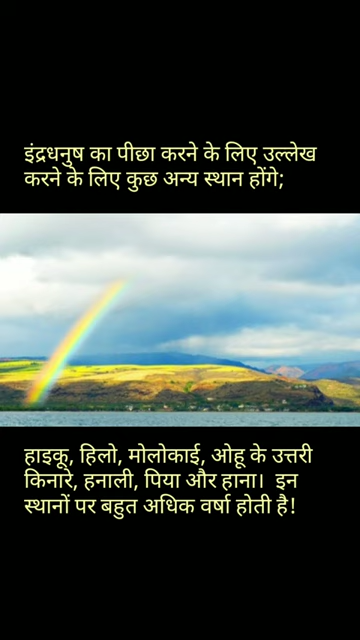 इंद्रधनुष का पीछा करने के लिए उल्लेख
करने के लिए कुछ अन्य स्थान होंगे;
हाइकू, हिलो, मोलोकाई, ओहू के उत्तरी
किनारे, हनाली, पिया और हाना।  इन
स्थानों पर बहुत अधिक वर्षा होती है!